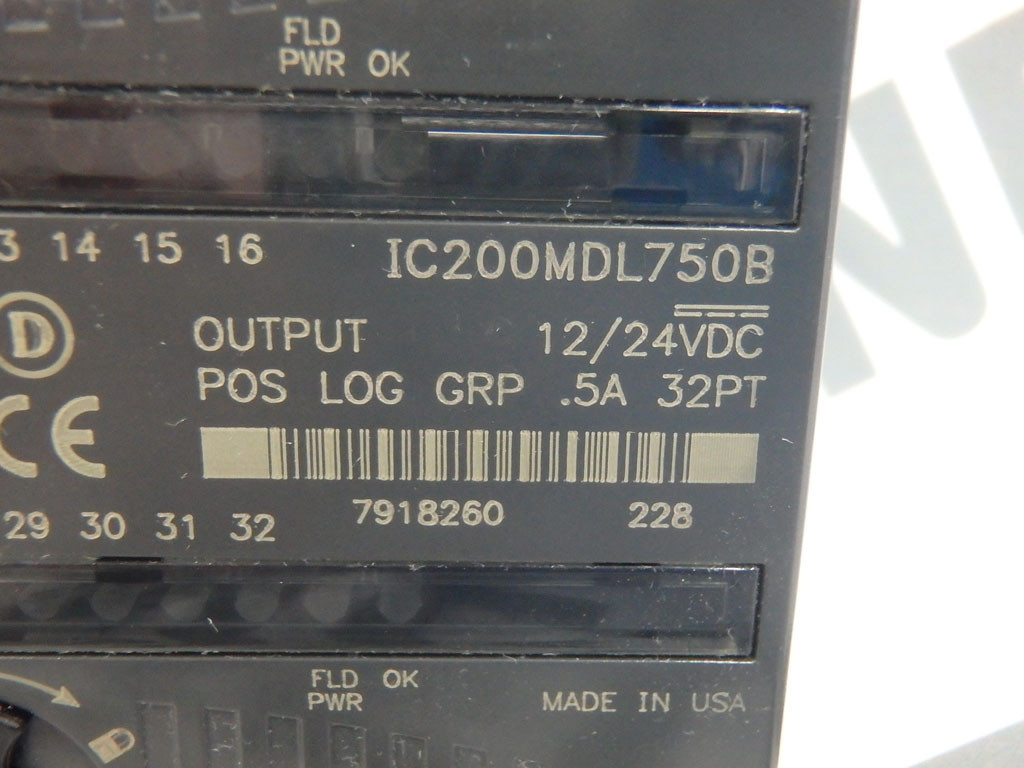 FLD
PWR OK
3 14 15 16
IC200MDL750B
D
OUTPUT 12/24VDC
POS LOG GRP .5A 32PT
CE
7918260 228
29 30 31 32
FLD OK
PWR
MADE IN USA